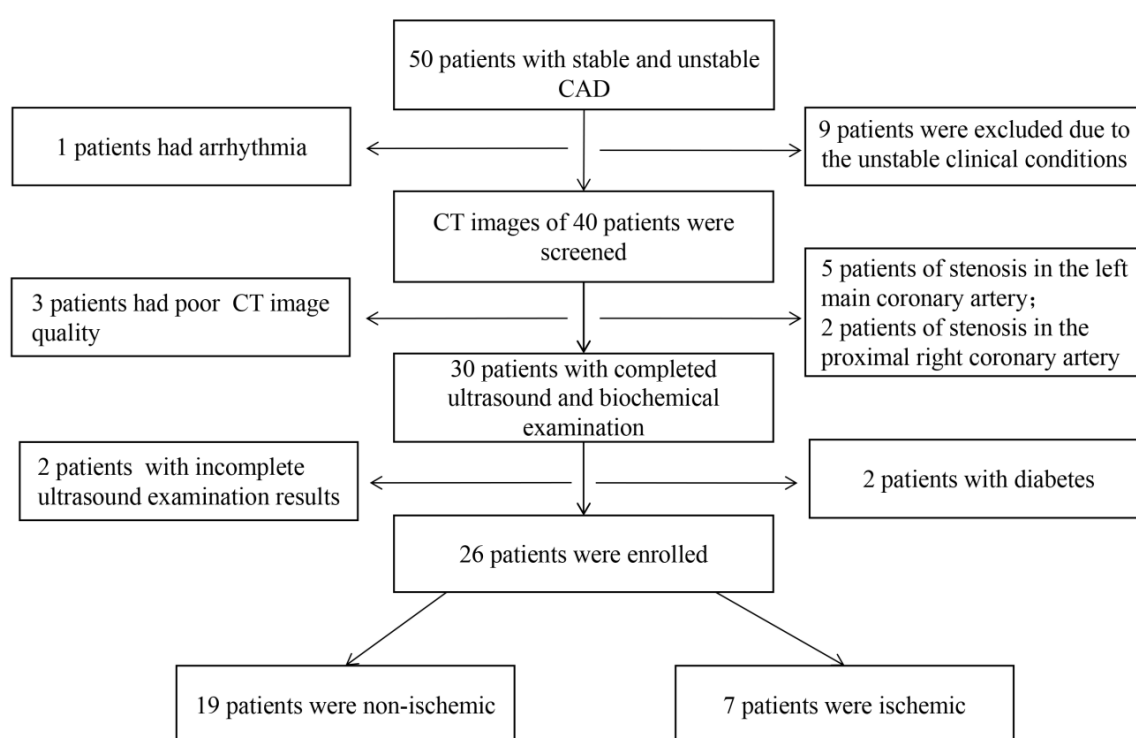 50 patients with stable and unstable
CAD
1 patients had arrhythmia
9 patients were excluded due to
the unstable clinical conditions
CT images of 40 patients were
screened
3 patients had poor CT image
quality
5 patients of stenosis in the left
main coronary artery；
2 patients of stenosis in the
proximal right coronary artery
30 patients with completed
ultrasound and biochemical
examination
2 patients with incomplete
ultrasound examination results
2 patients with diabetes
26 patients were enrolled
19 patients were non-ischemic
7 patients were ischemic